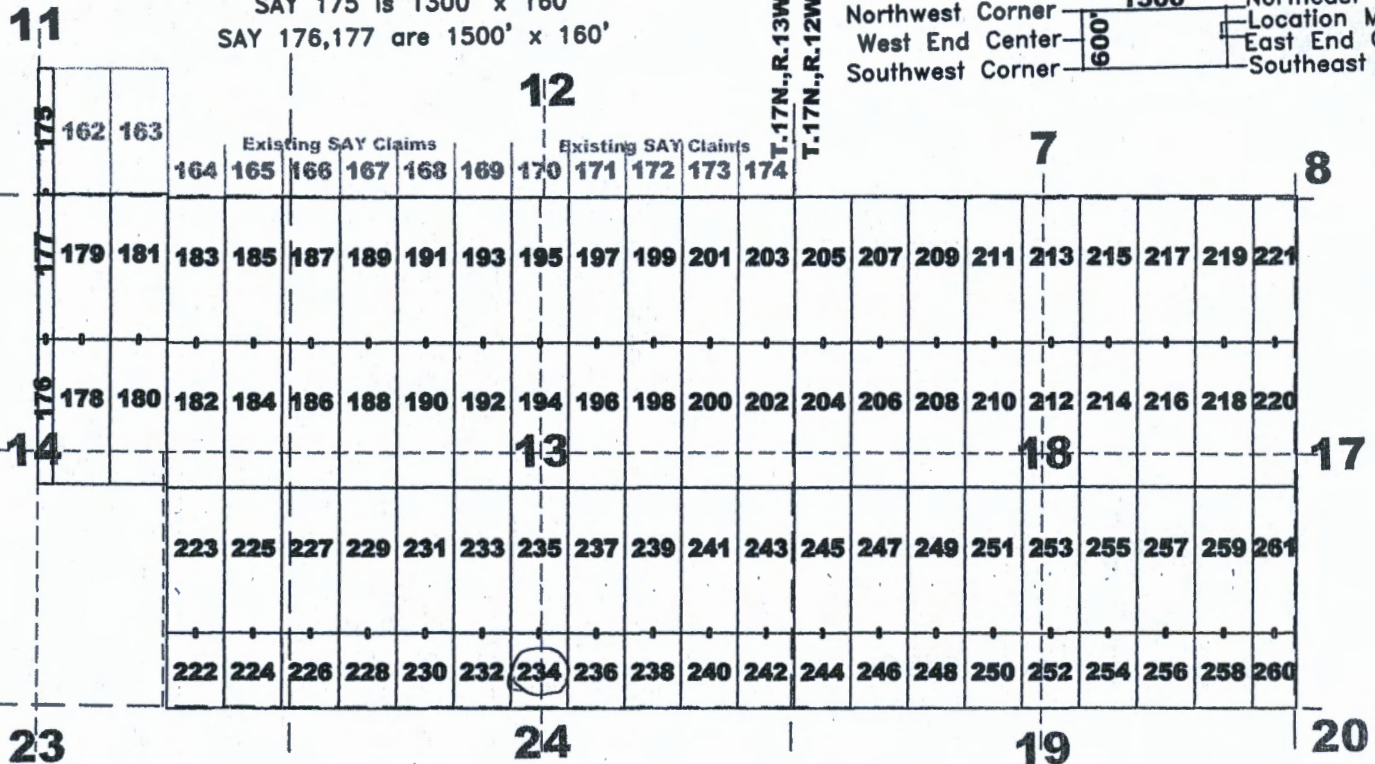 SAY 175 is 1300' x 160'
SAY 176,177 are 1500' x 160'
T.17N.,R.13W
T.17N.,R.12W
Northwest Corner
West End Center
Southwest Corner
600'
Location
East End
Southeast
11
12
7
8
175 162 163
Existing SAY Claims Existing SAY Claims
164 165 166 167 168 169 170 171 172 173 174
177 179 181 183 185 187 189 191 193 195 197 199 201 203 205 207 209 211 213 215 217 219 221
176 178 180 182 184 186 188 190 192 194 196 198 200 202 204 206 208 210 212 214 216 218 220
14 13 18 17
223 225 227 229 231 233 235 237 239 241 243 245 247 249 251 253 255 257 259 261
222 224 226 228 230 232 234 236 238 240 242 244 246 248 250 252 254 256 258 260
23 24 19 20